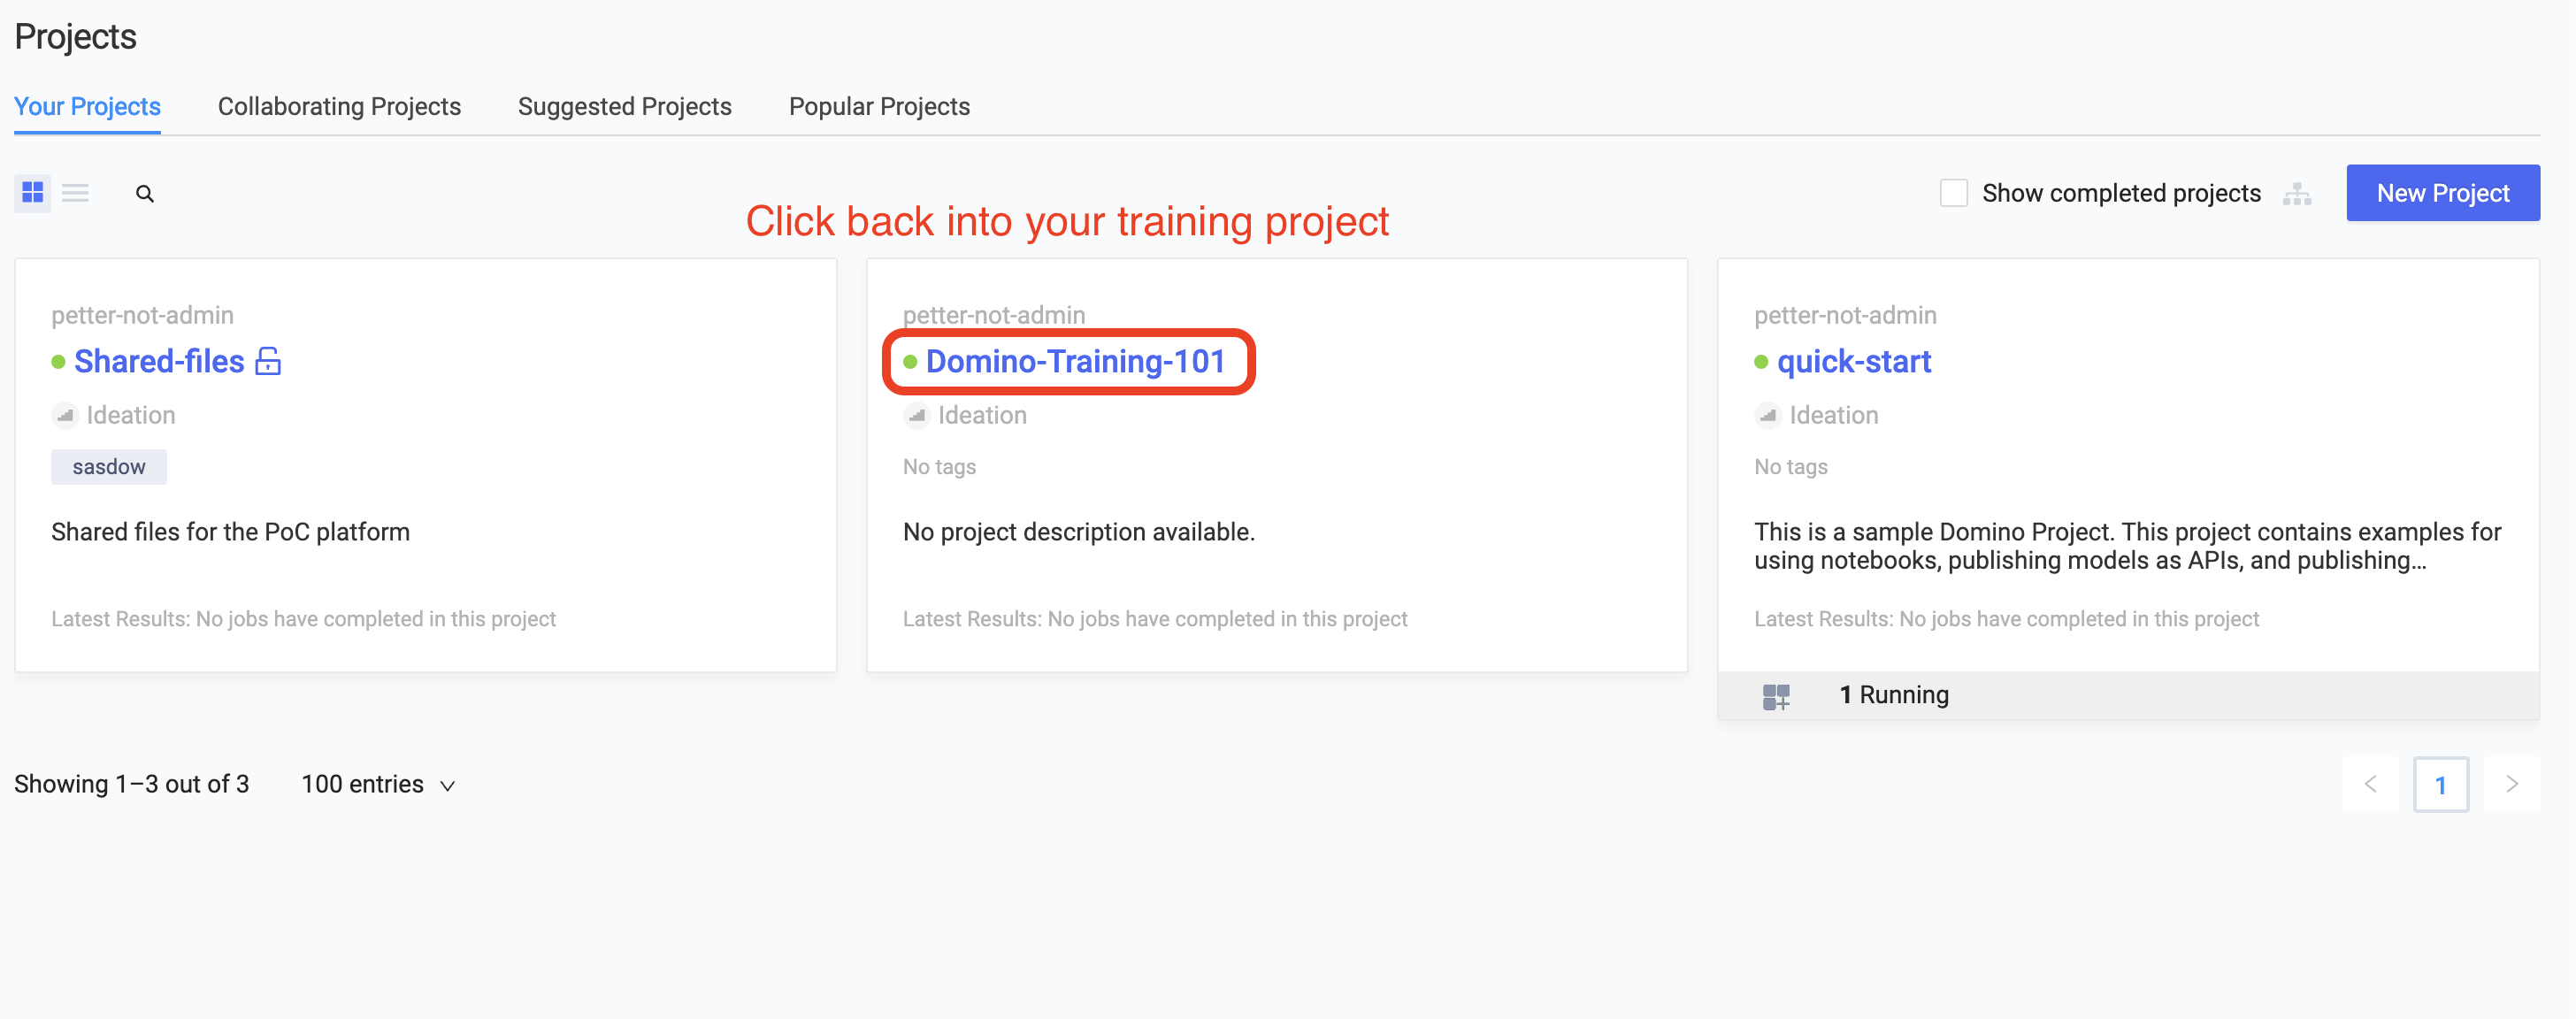 Projects
Your Projects Collaborating Projects Suggested Projects Popular Projects
Show completed projects New Project
Click back into your training project
petter-not-admin
Shared-files
Ideation
sasdow
Shared files for the PoC platform
Latest Results: No jobs have completed in this project
petter-not-admin
Domino-Training-101
Ideation
No tags
No project description available.
Latest Results: No jobs have completed in this project
petter-not-admin
quick-start
Ideation
No tags
This is a sample Domino Project. This project contains examples for
using notebooks, publishing models as APIs, and publishing...
Latest Results: No jobs have completed in this project
1 Running
Showing 1–3 out of 3 100 entries
1